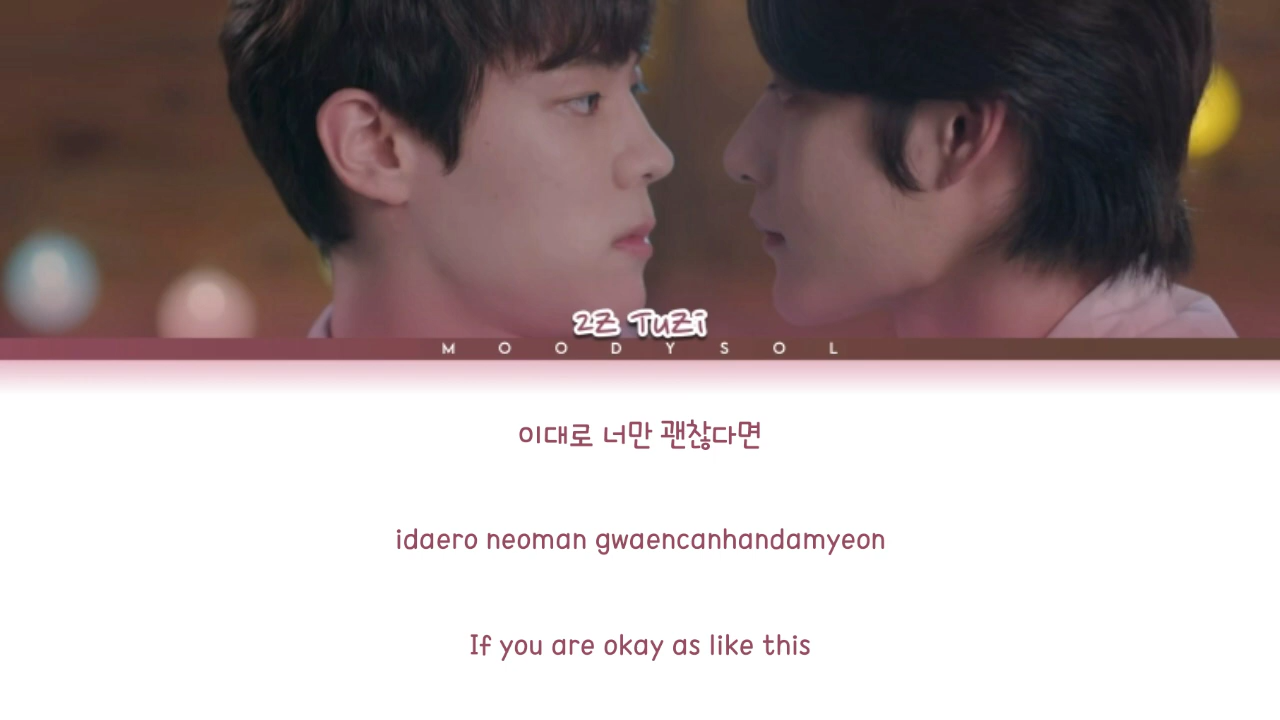 2Z TuZi
MOODYSOL
이대로 너만 괜찮다면
idaero neoman gwaencanhandamyeon
If you are okay as like this